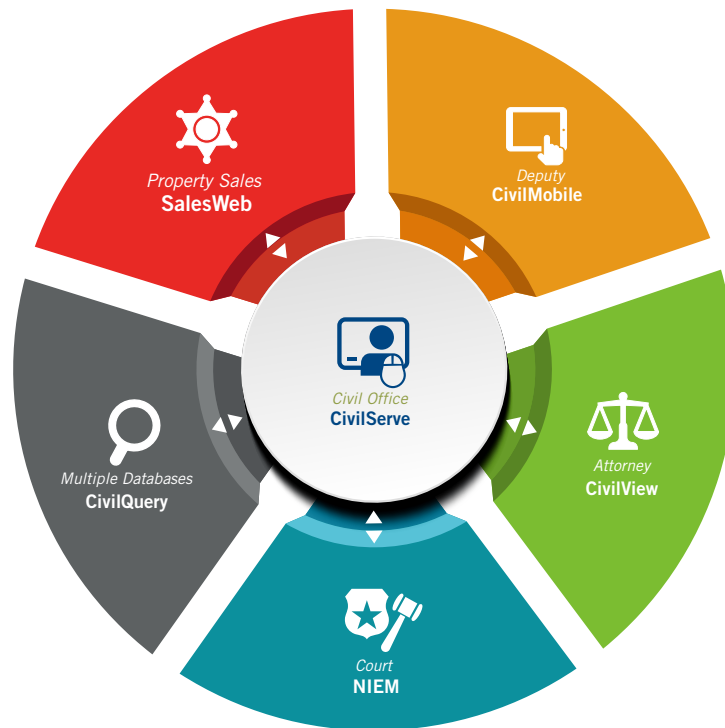 Property Sales
SalesWeb
Deputy
CivilMobile
Civil Office
CivilServe
Multiple Databases
CivilQuery
Attorney
CivilView
Court
NIEM